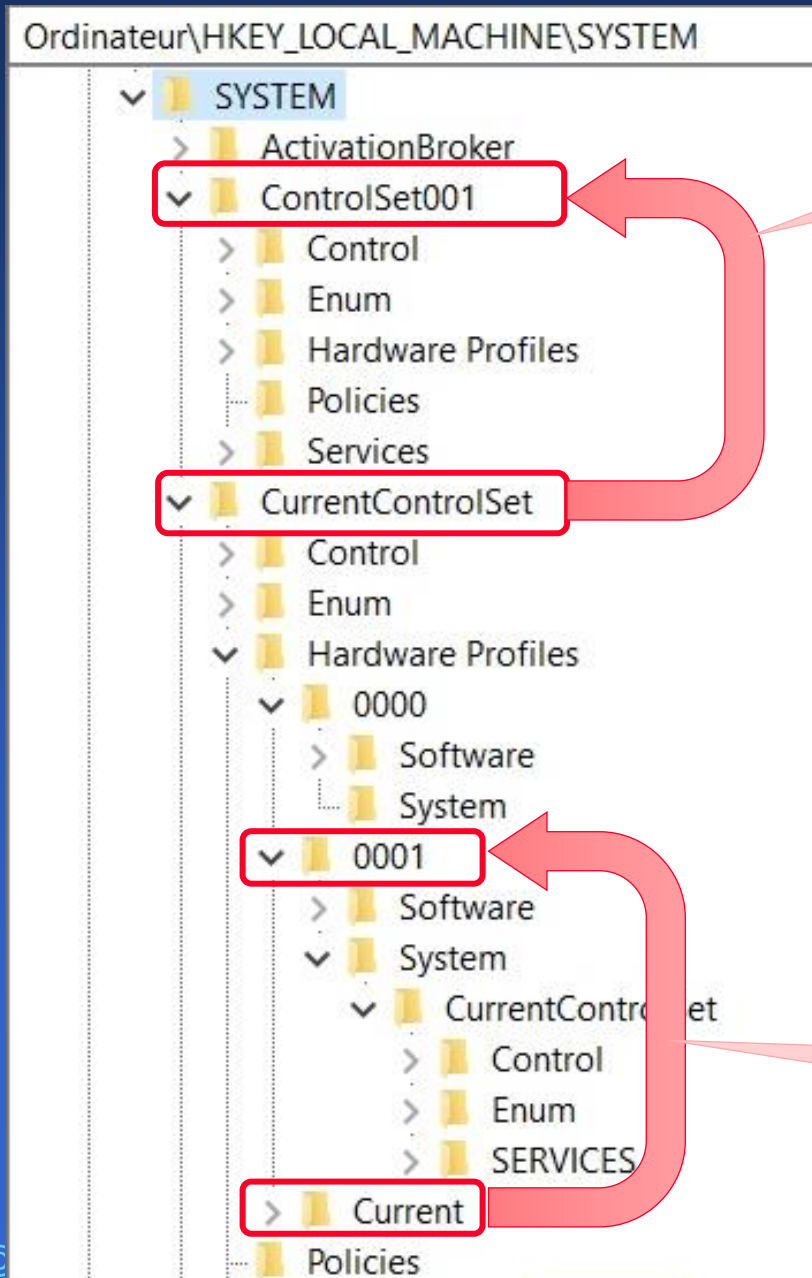 Ordinateur\HKEY_LOCAL_MACHINE\SYSTEM
SYSTEM
ActivationBroker
ControlSet001
Control
Enum
Hardware Profiles
Policies
Services
CurrentControlSet
Control
Enum
Hardware Profiles
0000
Software
System
0001
Software
System
Control
Enum
SERVICES
Current
Policies